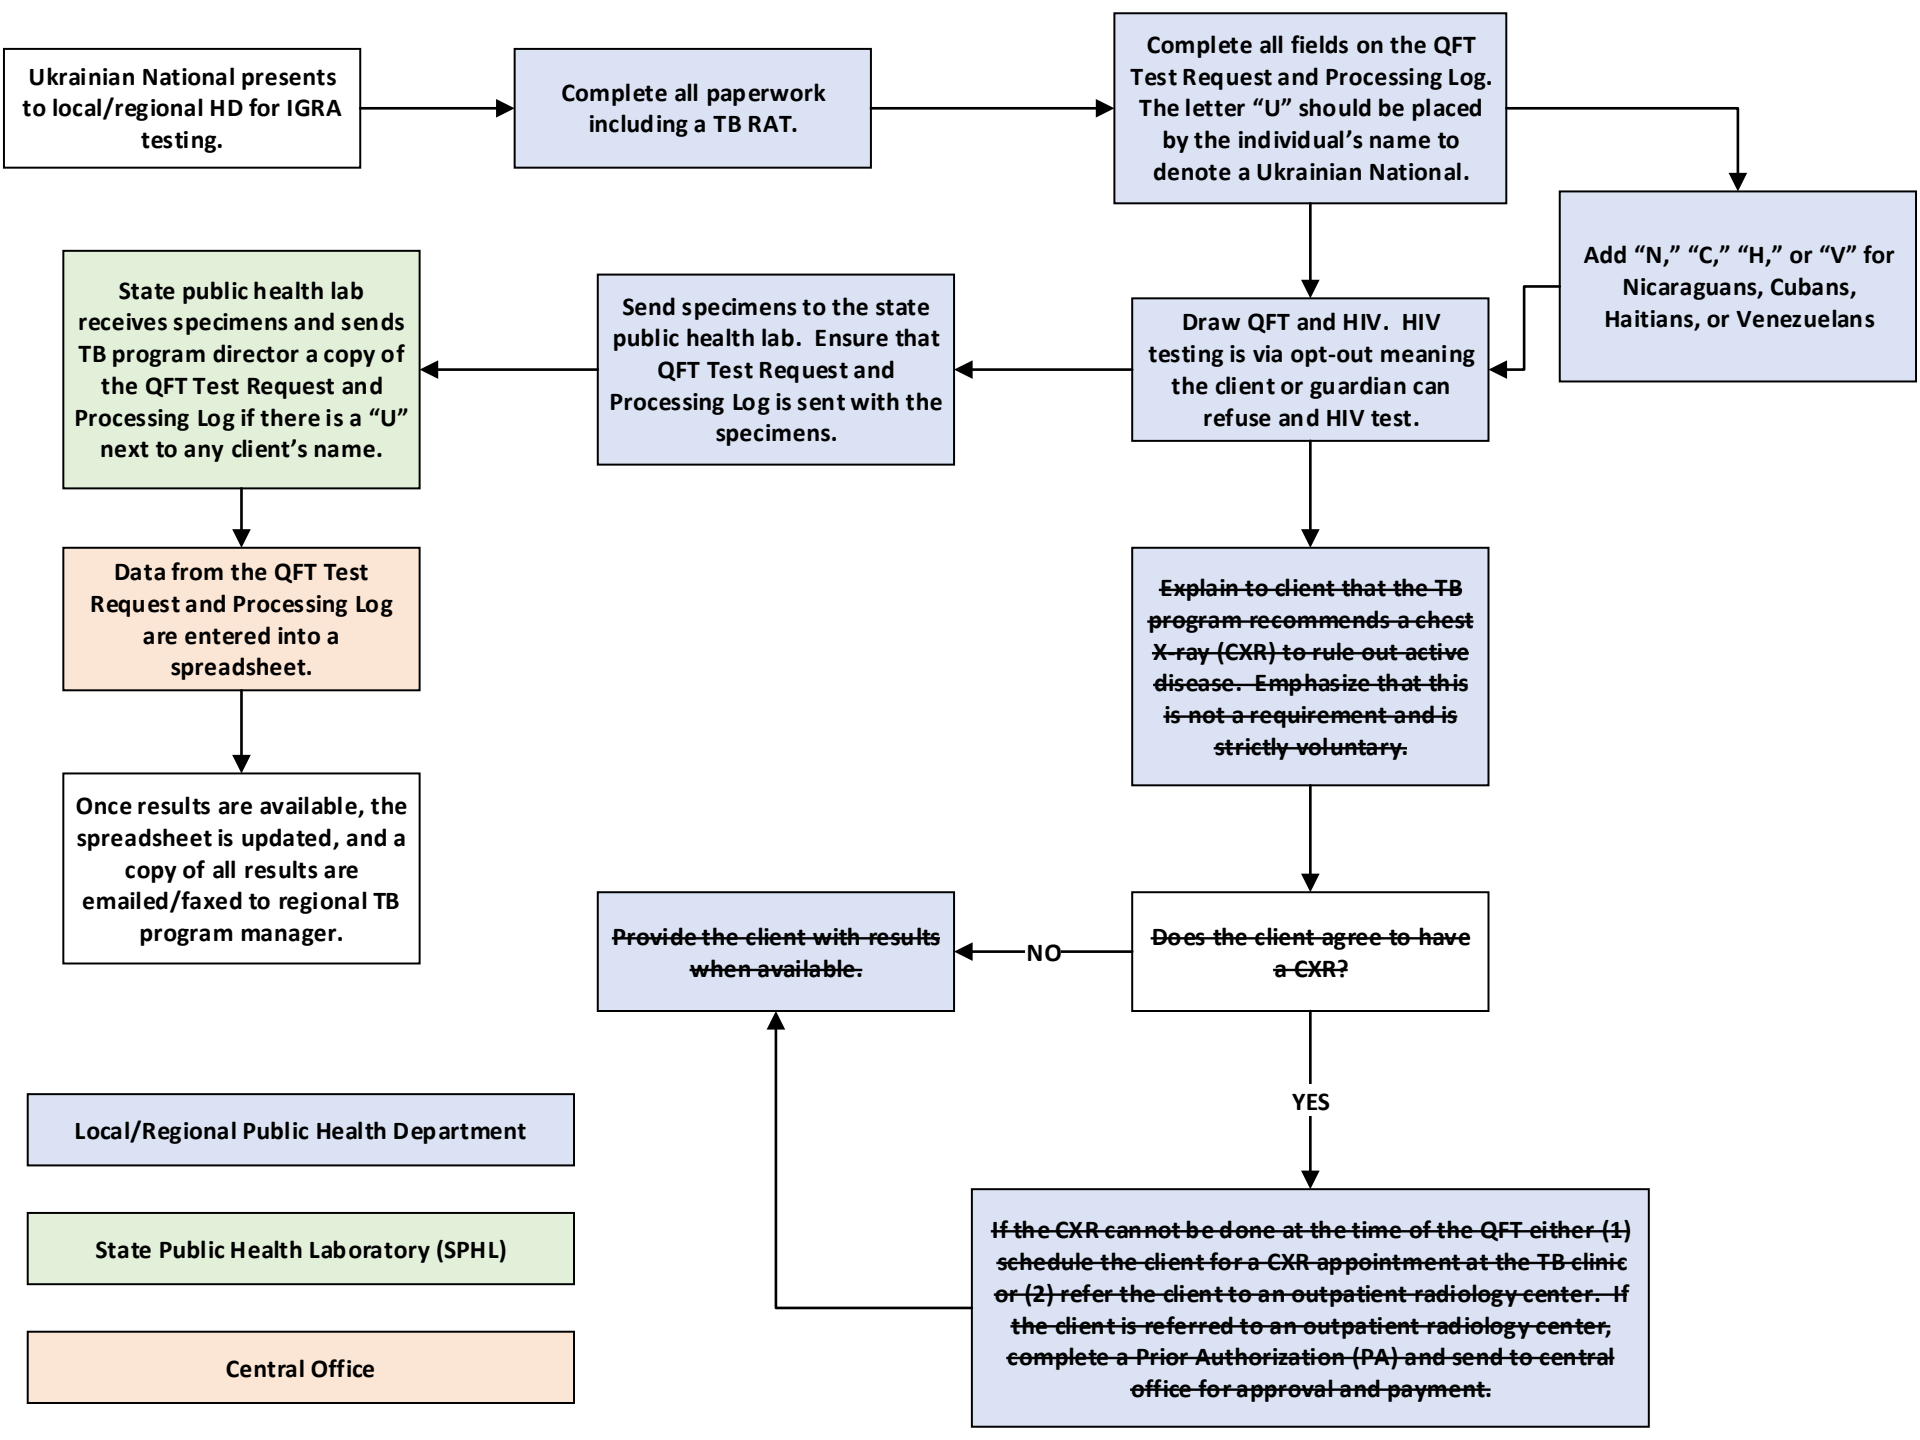 Ukrainian National presents
to local/regional HD for IGRA
testing.
Complete all paperwork
including a TB RAT.
Complete all fields on the QFT
Test Request and Processing Log.
The letter “U” should be placed
by the individual’s name to
denote a Ukrainian National.
Add “N,” “C,” “H,” or “V” for
Nicaraguans, Cubans,
Haitians, or Venezuelans
Draw QFT and HIV.  HIV
testing is via opt-out meaning
the client or guardian can
refuse and HIV test.
Send specimens to the state
public health lab.  Ensure that
QFT Test Request and
Processing Log is sent with the
specimens.
State public health lab
receives specimens and sends
TB program director a copy of
the QFT Test Request and
Processing Log if there is a “U”
next to any client’s name.
Data from the QFT Test
Request and Processing Log
are entered into a
spreadsheet.
Once results are available, the
spreadsheet is updated, and a
copy of all results are
emailed/faxed to regional TB
program manager.
Explain to client that the TB
program recommends a chest
X-ray (CXR) to rule out active
disease.  Emphasize that this
is not a requirement and is
strictly voluntary.
Does the client agree to have
a CXR?
NO
Provide the client with results
when available.
YES
If the CXR cannot be done at the time of the QFT either (1)
schedule the client for a CXR appointment at the TB clinic
or (2) refer the client to an outpatient radiology center.  If
the client is referred to an outpatient radiology center,
complete a Prior Authorization (PA) and send to central
office for approval and payment.
Local/Regional Public Health Department
State Public Health Laboratory (SPHL)
Central Office